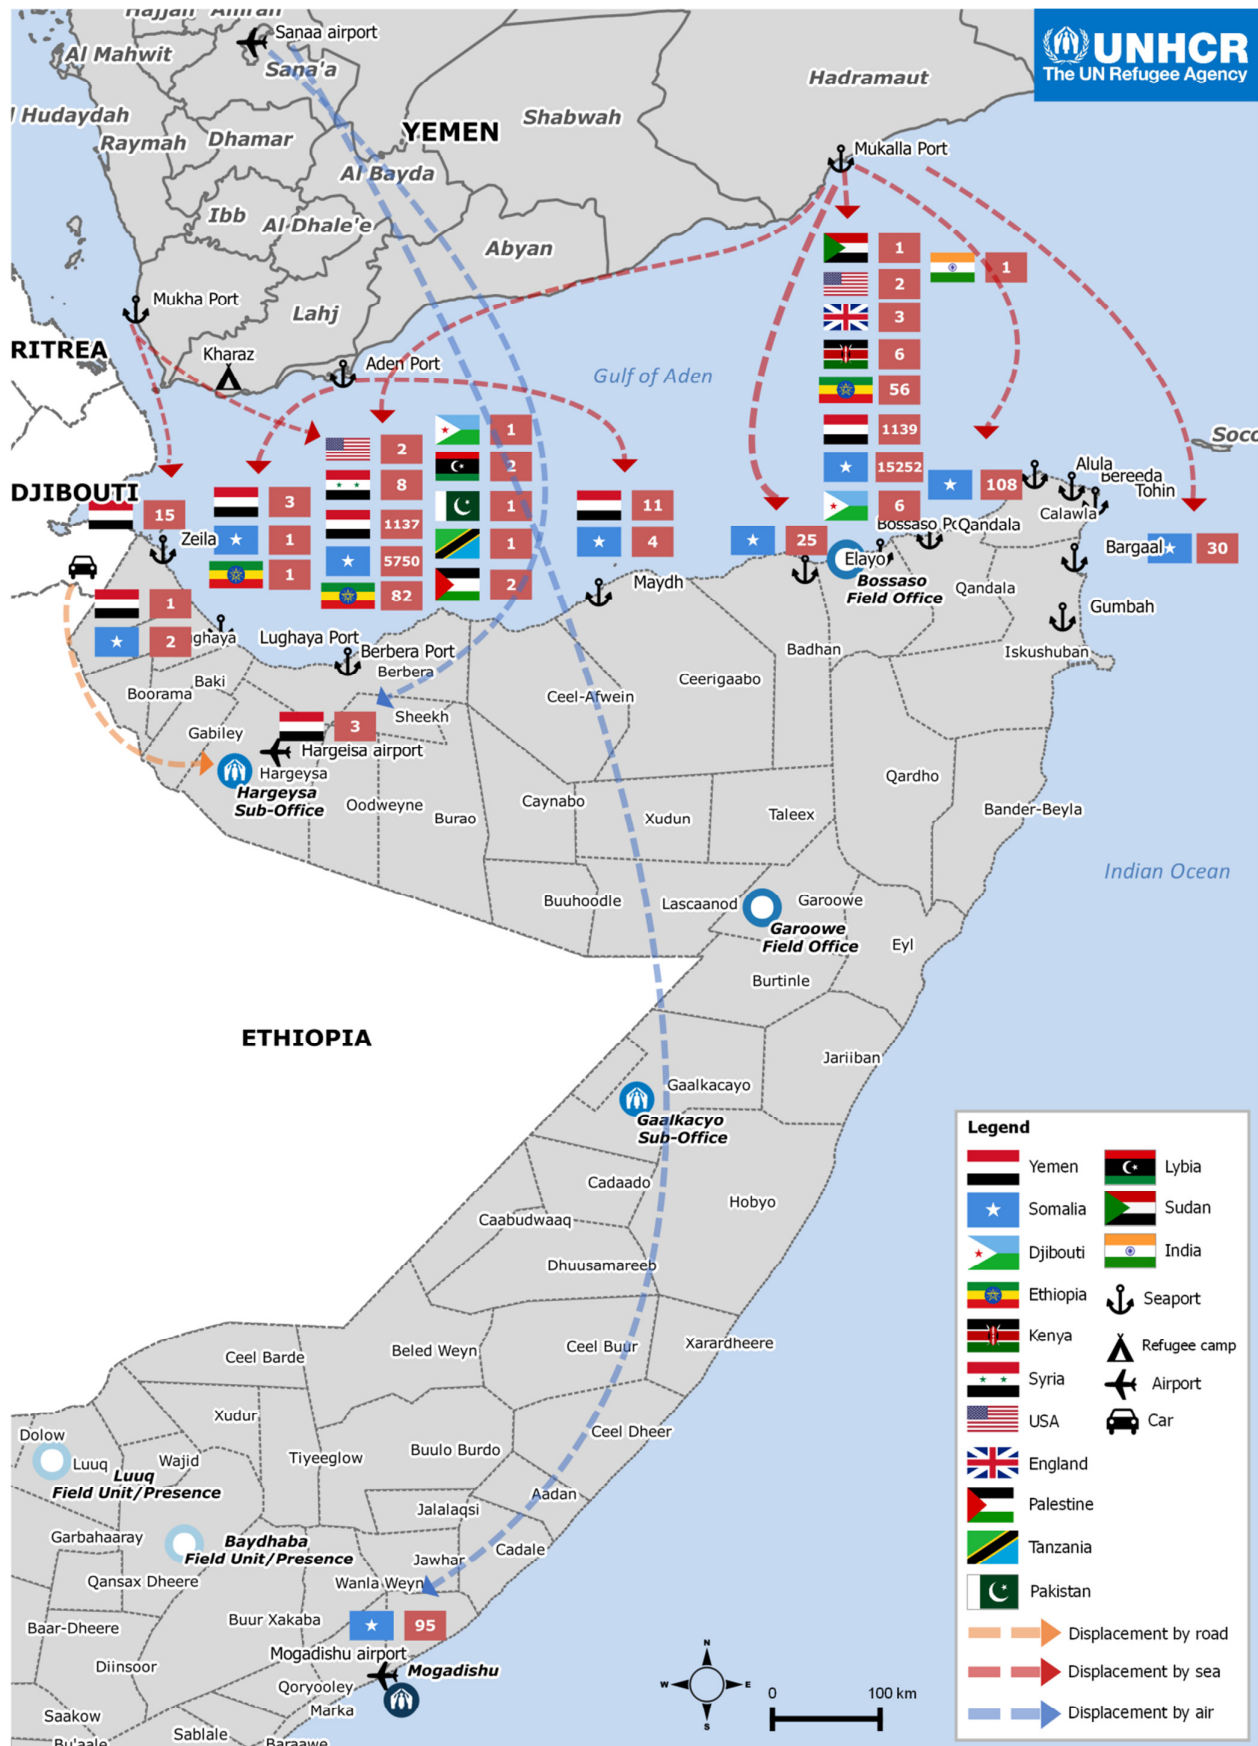 Hajjah
Amran
Sanaa airport
UNHCR
The UN Refugee Agency
Al Mahwit
Sana'a
Hadramaut
l Hudaydah
Raymah
Dhamar
YEMEN
Shabwah
Mukalla Port
Al Bayda
Ibb
Al Dhale'e
Abyan
1
1
2
Mukha Port
Lahj
3
RITREA
Kharaz
Aden Port
6
Gulf of Aden
56
1
1139
Soco
2
2
15252
Alula
Bereeda
DJIBOUTI
3
8
1
11
108
Tohin
15
1137
6
Calawla
Bossaso Po
Qandala
Zeila
1
5750
1
4
25
Bargaal
30
Elayo
1
82
2
Maydh
Bossaso
Field Office
Qandala
1
Gumbah
2
ughaya
Lughaya Port
Berbera Port
Badhan
Iskushuban
Berbera
Baki
Boorama
Ceel-Afwein
Ceerigaabo
3
Sheekh
Gabiley
Hargeisa airport
Hargeysa
Qardho
Hargeysa
Sub-Office
Oodweyne
Burao
Caynabo
Xudun
Taleex
Bander-Beyla
Indian Ocean
Buuhoodle
Lascaanod
Garoowe
Garoowe
Field Office
Eyl
Burtinle
ETHIOPIA
Jariiban
Gaalkacayo
Gaalkacyo
Sub-Office
Cadaado
Hobyo
Caabudwaaq
Dhuusamareeb
Ceel Barde
Beled Weyn
Ceel Buur
Xarardheere
Xudur
Dolow
Luuq
Wajid
Tiyeeglow
Buulo Burdo
Ceel Dheer
Luuq
Field Unit/Presence
Aadan
Jalalaqsi
Garbahaaray
Baydhaba
Field Unit/Presence
Cadale
Jawhar
Qansax Dheere
Wanla Weyn
Buur Xakaba
95
Baar-Dheere
Mogadishu airport
Mogadishu
Diinsoor
Qoryooley
Marka
Saakow
Sablale
Bu'aale
Baraawe
N
W
E
S
0
100 km
Legend
Yemen
Lybia
Somalia
Sudan
Djibouti
India
Ethiopia
Seaport
Kenya
Refugee camp
Syria
Airport
USA
Car
England
Palestine
Tanzania
Pakistan
Displacement by road
Displacement by sea
Displacement by air